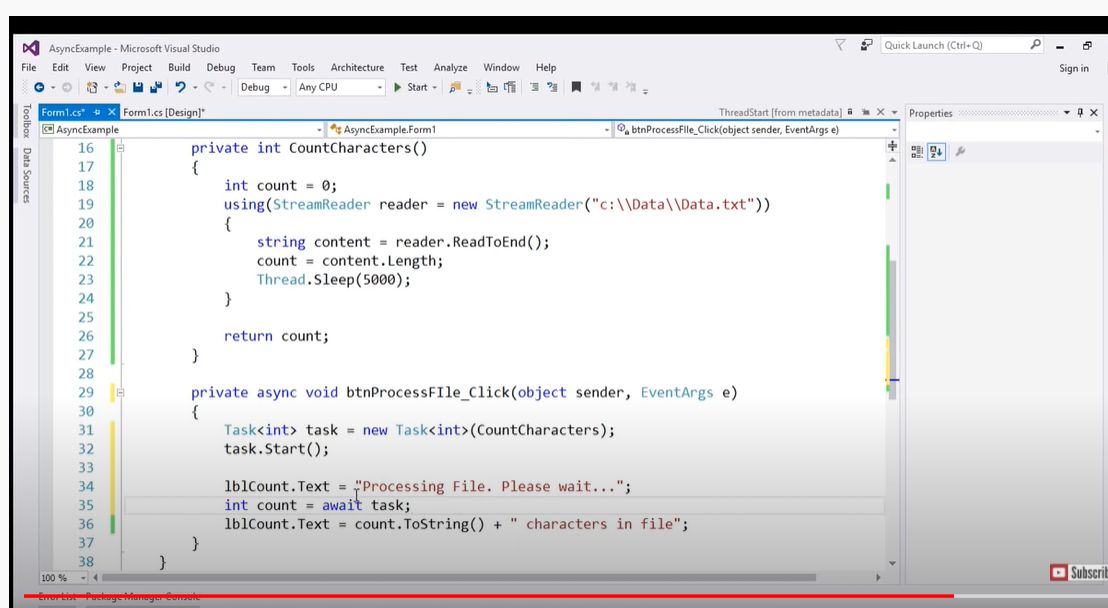 AsyncExample - Microsoft Visual Studio
Quick Launch (Ctrl+Q)
File Edit View Project Build Debug Team Tools Architecture Test Analyze Window Help
Sign in
Debug Any CPU Start
Toolbox
Data Sources
Form1.cs* Form1.cs [Design]* ThreadStart [from metadata]
Properties
AsyncExample AsyncExample.Form1 btnProcessFIle_Click(object sender, EventArgs e)
16 private int CountCharacters()
17 {
18 int count = 0;
19 using(StreamReader reader = new StreamReader("c:\\Data\\Data.txt"))
20 {
21 string content = reader.ReadToEnd();
22 count = content.Length;
23 Thread.Sleep(5000);
24 }
25
26 return count;
27 }
28
29 private async void btnProcessFIle_Click(object sender, EventArgs e)
30 {
31 Task<int> task = new Task<int>(CountCharacters);
32 task.Start();
33
34 lblCount.Text = "Processing File. Please wait...";
35 int count = await task;
36 lblCount.Text = count.ToString() + " characters in file";
37 }
38 }
100 %
Subscrib
Error List Package Manager Console